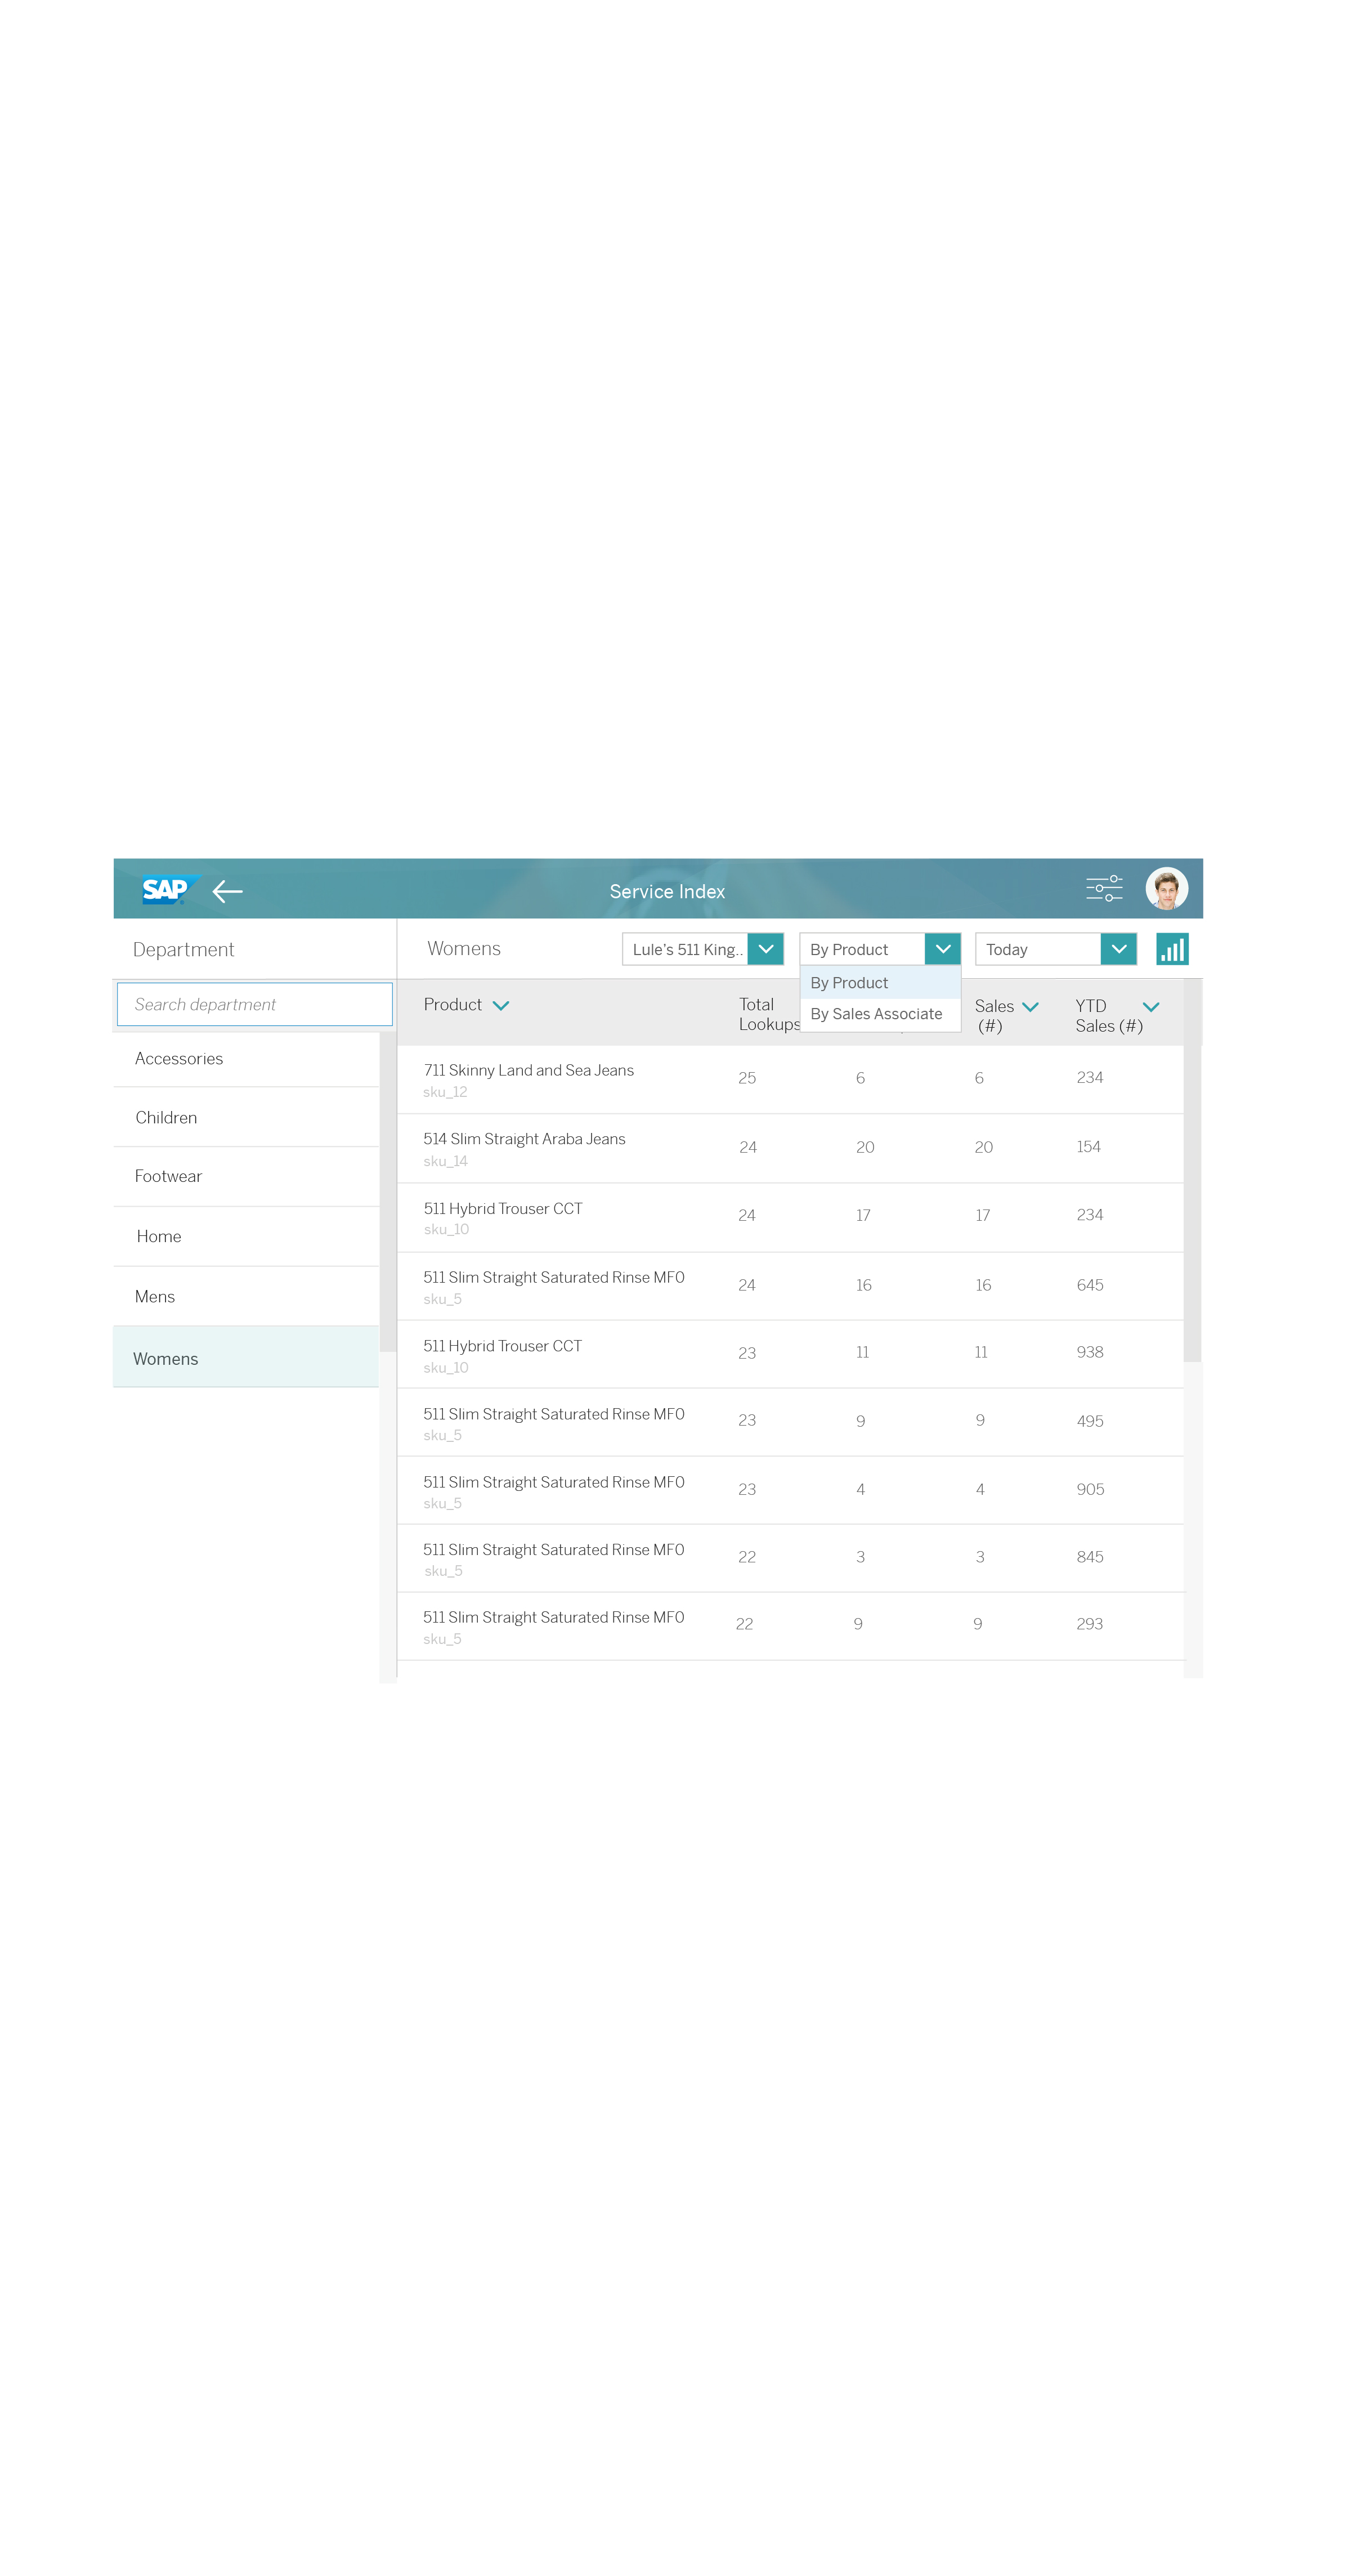 SAP
Service Index
Department
Womens
Lule's 511 King..
By Product
Today
By Product
By Sales Associate
Search department
Product
Total
Lookups
Sales
(#)
YTD
Sales (#)
Accessories
Children
Footwear
Home
Mens
Womens
711 Skinny Land and Sea Jeans
sku_12
25 6 6 234
514 Slim Straight Araba Jeans
sku_14
24 20 20 154
511 Hybrid Trouser CCT
sku_10
24 17 17 234
511 Slim Straight Saturated Rinse MF0
sku_5
24 16 16 645
511 Hybrid Trouser CCT
sku_10
23 11 11 938
511 Slim Straight Saturated Rinse MF0
sku_5
23 9 9 495
511 Slim Straight Saturated Rinse MF0
sku_5
23 4 4 905
511 Slim Straight Saturated Rinse MF0
sku_5
22 3 3 845
511 Slim Straight Saturated Rinse MF0
sku_5
22 9 9 293